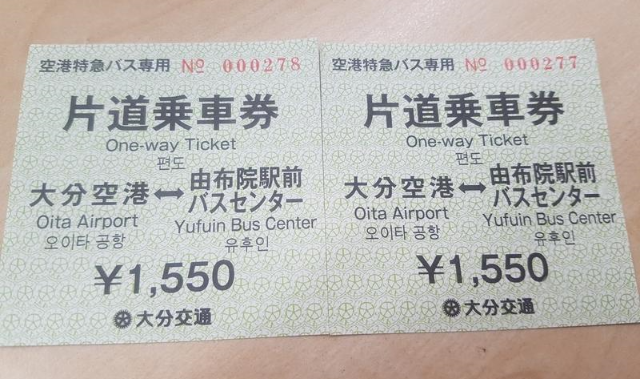 空港特急バス専用 No 000278
片道乗車券
One-way Ticket
편도
大分空港↔由布院駅前バスセンター
Oita Airport Yufuin Bus Center
오이타 공항 유후인
¥1,550
大分交通
空港特急バス専用 No 000277
片道乗車券
One-way Ticket
편도
大分空港↔由布院駅前バスセンター
Oita Airport Yufuin Bus Center
오이타 공항 유후인
¥1,550
大分交通